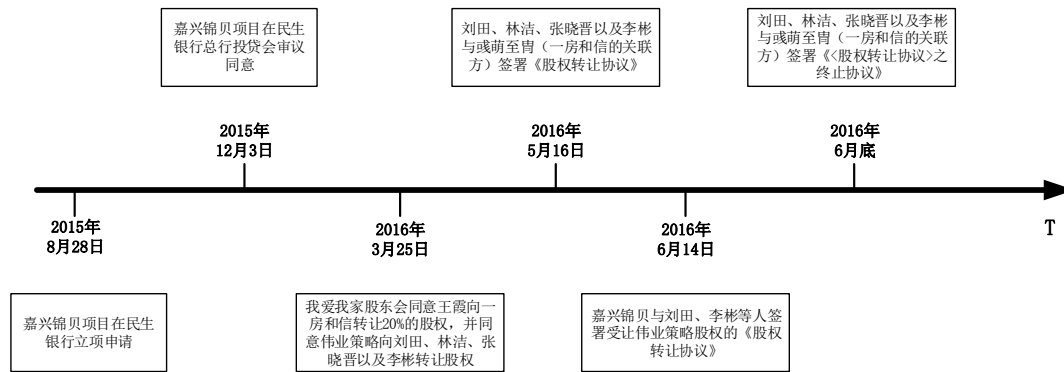 嘉兴锦贝项目在民生
银行总行投贷会审议
同意
刘田、林洁、张晓晋以及李彬
与彧萌至胄（一房和信的关联
方）签署《股权转让协议》
刘田、林洁、张晓晋以及李彬
与彧萌至胄（一房和信的关联
方）签署《<股权转让协议>之
终止协议》
2015年
12月3日
2016年
5月16日
2016年
6月底
2015年
8月28日
2016年
3月25日
2016年
6月14日
T
嘉兴锦贝项目在民生
银行立项申请
我爱我家股东会同意王霞向一
房和信转让20%的股权，并同
意伟业策略向刘田、林洁、张
晓晋以及李彬转让股权
嘉兴锦贝与刘田、李彬等人签
署受让伟业策略股权的《股权
转让协议》